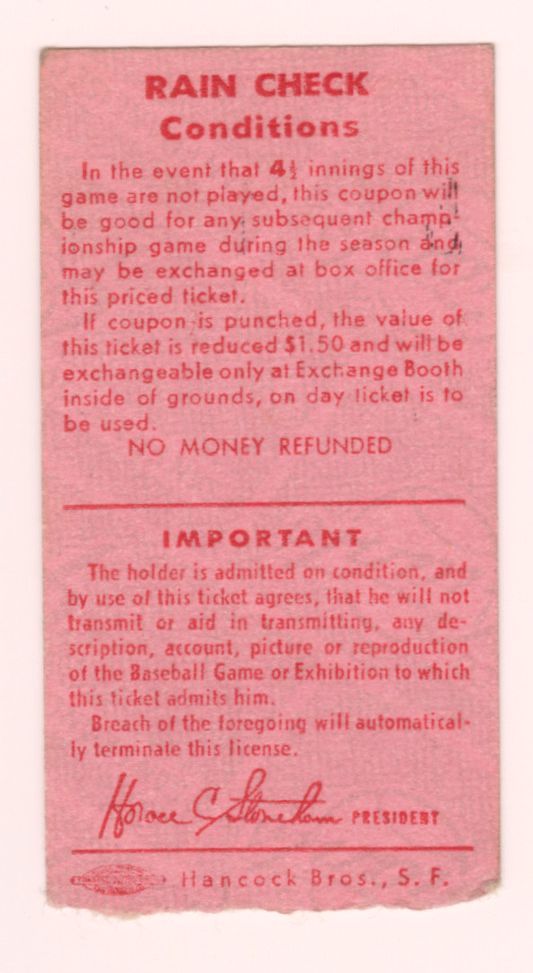 RAIN CHECK
Conditions
In the event that 4½ innings of this
game are not played, this coupon will
be good for any subsequent champ-
ionship game during the season and
may be exchanged at box office for
this priced ticket.
If coupon is punched, the value of
this ticket is reduced $1.50 and will be
exchangeable only at Exchange Booth
inside of grounds, on day ticket is to
be used.
NO MONEY REFUNDED
IMPORTANT
The holder is admitted on condition, and
by use of this ticket agrees, that he will not
transmit or aid in transmitting, any de-
scription, account, picture or reproduction
of the Baseball Game or Exhibition to which
this ticket admits him.
Breach of the foregoing will automatical-
ly terminate this license.
Horace C Stoneham PRESIDENT
Hancock Bros., S. F.